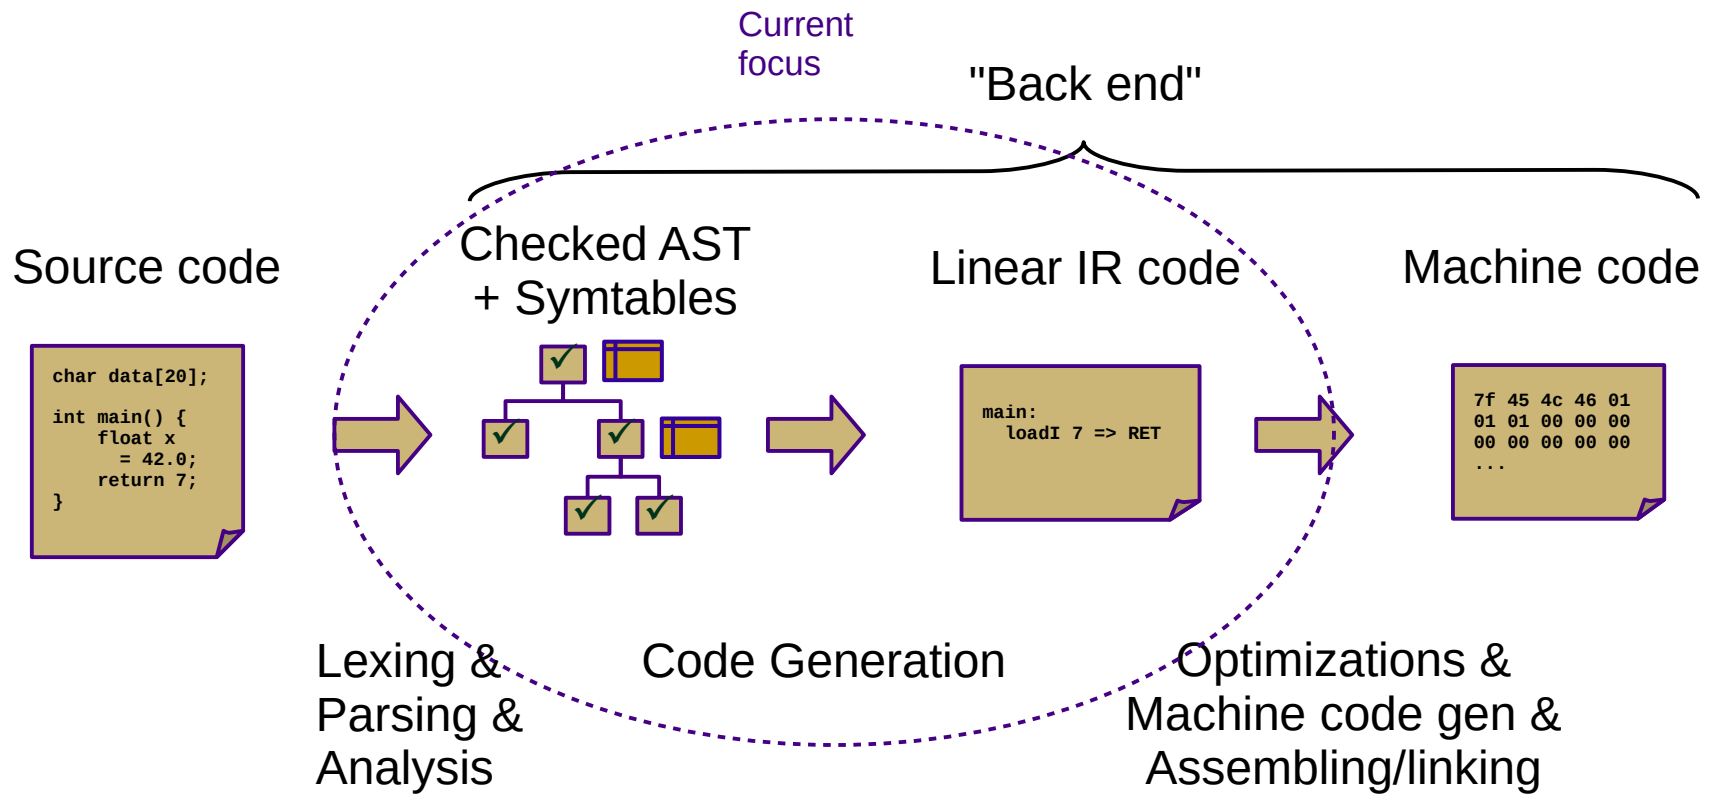 Current
focus
"Back end"
Source code
Checked AST
+ Symtables
Linear IR code
Machine code
char data[20];
int main() {
    float x
      = 42.0;
    return 7;
}
main:
  loadI 7 => RET
7f 45 4c 46 01
01 01 00 00 00
00 00 00 00 00
...
Lexing &
Parsing &
Analysis
Code Generation
Optimizations &
Machine code gen &
Assembling/linking